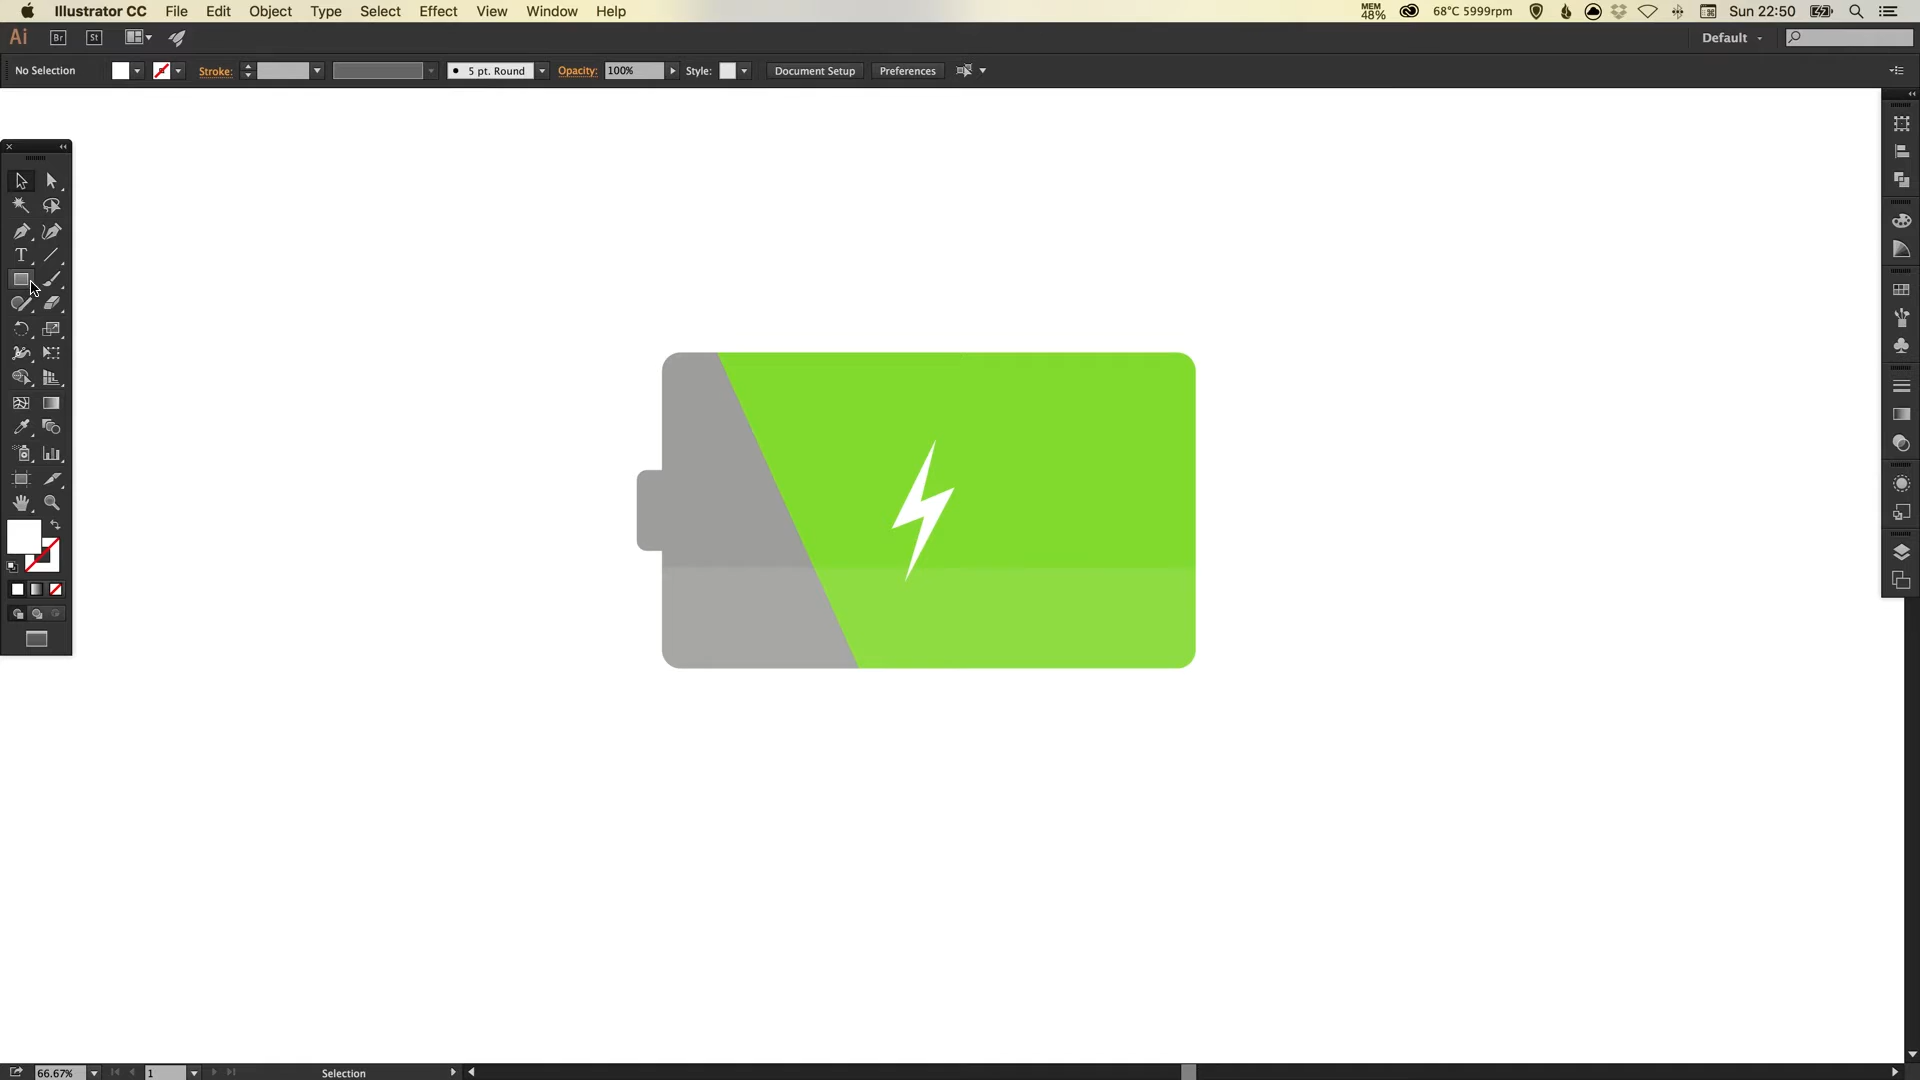 Illustrator CC File Edit Object Type Select Effect View Window Help MEM 48% 68°C 5999rpm Sun 22:50
Ai Br St Default
No Selection Stroke: 5 pt. Round Opacity: 100% Style: Document Setup Preferences
T
66.67% 1 Selection